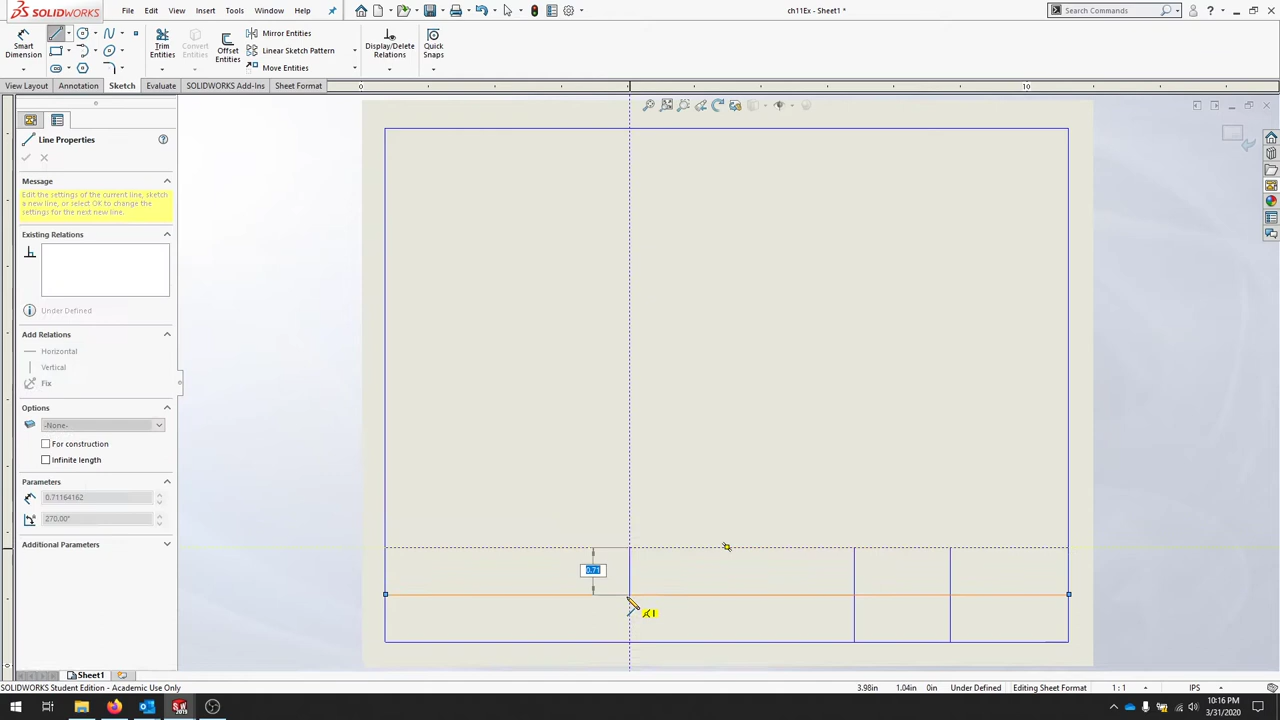 SOLIDWORKS
File
Edit
View
Insert
Tools
Window
Help
ch11Ex - Sheet1 *
Search Commands
Smart Dimension
Trim Entities
Convert Entities
Offset Entities
Mirror Entities
Linear Sketch Pattern
Move Entities
Display/Delete Relations
Quick Snaps
View Layout
Annotation
Sketch
Evaluate
SOLIDWORKS Add-Ins
Sheet Format
0
10
Line Properties
Message
Edit the settings of the current line, sketch
a new line, or select OK to change the
settings for the next new line.
Existing Relations
Under Defined
Add Relations
Horizontal
Vertical
Fix
Options
-None-
For construction
Infinite length
Parameters
0.71164162
270.00°
Additional Parameters
0.71
Sheet1
SOLIDWORKS Student Edition - Academic Use Only
3.98in
1.04in
0in
Under Defined
Editing Sheet Format
1 : 1
IPS
10:16 PM
3/31/2020